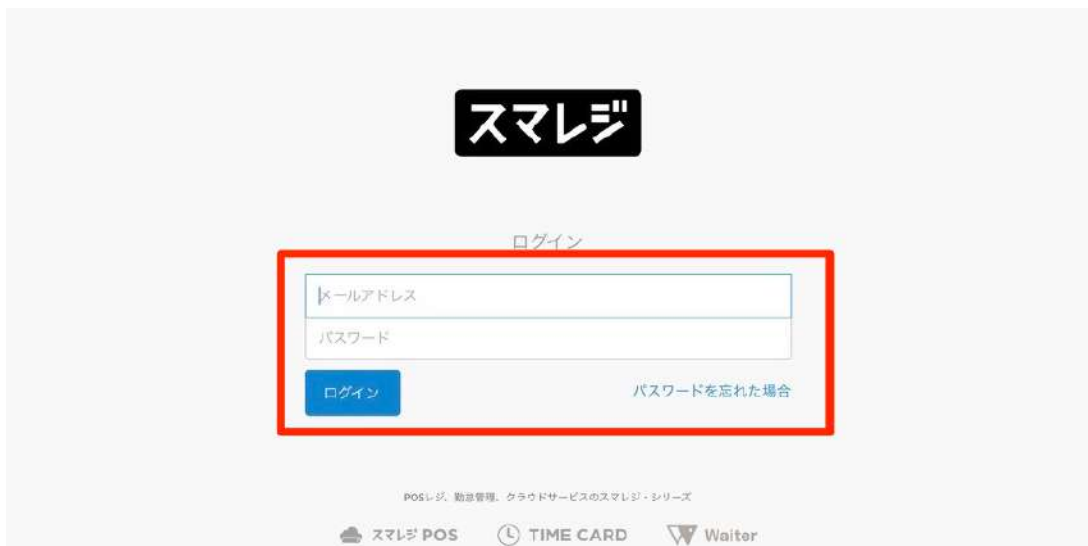 スマレジ
ログイン
メールアドレス
パスワード
ログイン パスワードを忘れた場合
POSレジ、勤怠管理、クラウドサービスのスマレジ・シリーズ
スマレジ POS TIME CARD Waiter